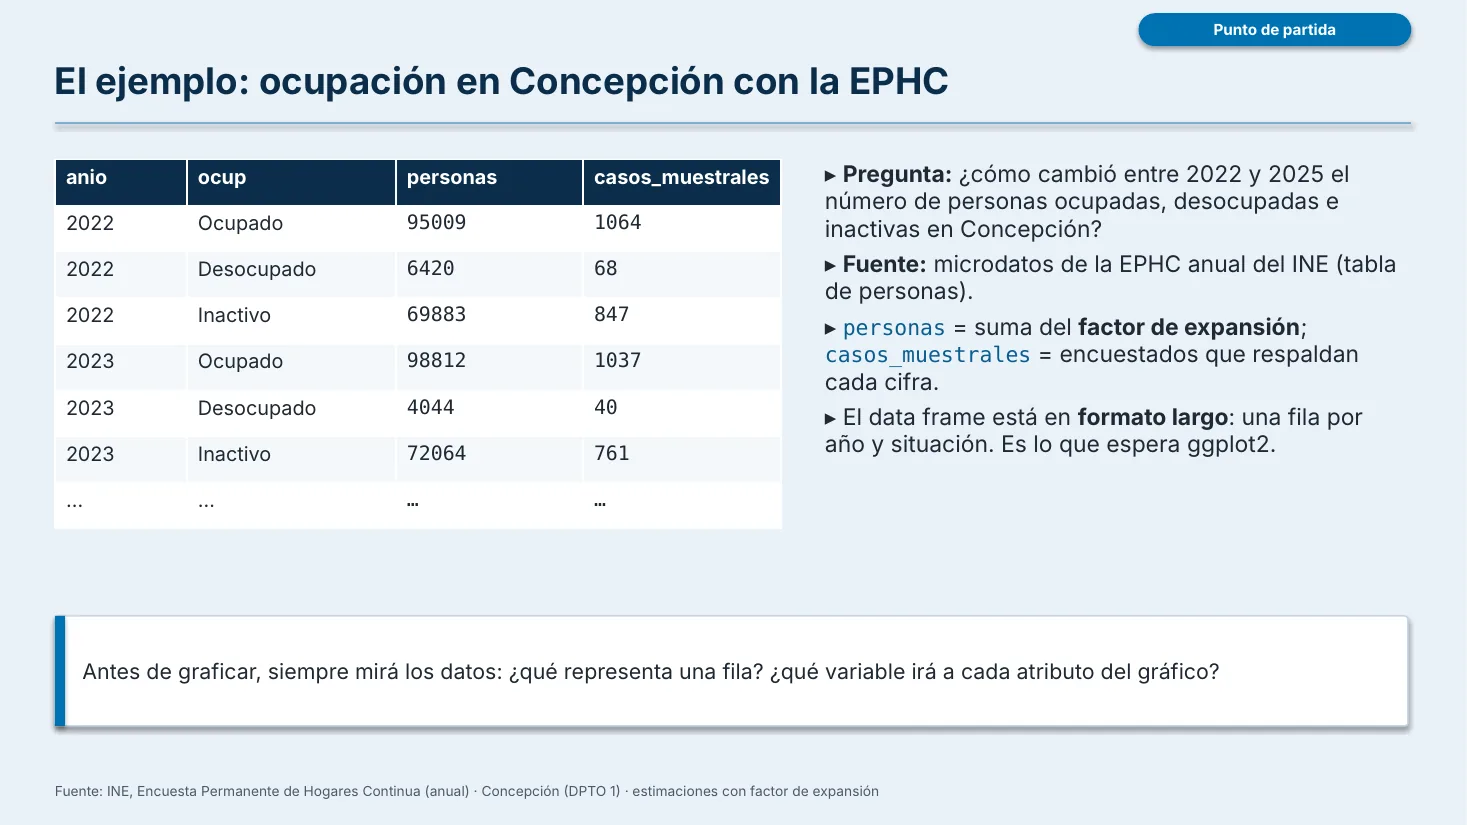 Punto de partida
El ejemplo: ocupación en Concepción con la EPHC
anio ocup personas casos_muestrales
2022 Ocupado 95009 1064
2022 Desocupado 6420 68
2022 Inactivo 69883 847
2023 Ocupado 98812 1037
2023 Desocupado 4044 40
2023 Inactivo 72064 761
... ... … …
▸ Pregunta: ¿cómo cambió entre 2022 y 2025 el
número de personas ocupadas, desocupadas e
inactivas en Concepción?
▸ Fuente: microdatos de la EPHC anual del INE (tabla
de personas).
▸ personas = suma del factor de expansión;
casos_muestrales = encuestados que respaldan
cada cifra.
▸ El data frame está en formato largo: una fila por
año y situación. Es lo que espera ggplot2.
Antes de graficar, siempre mirá los datos: ¿qué representa una fila? ¿qué variable irá a cada atributo del gráfico?
Fuente: INE, Encuesta Permanente de Hogares Continua (anual) · Concepción (DPTO 1) · estimaciones con factor de expansión